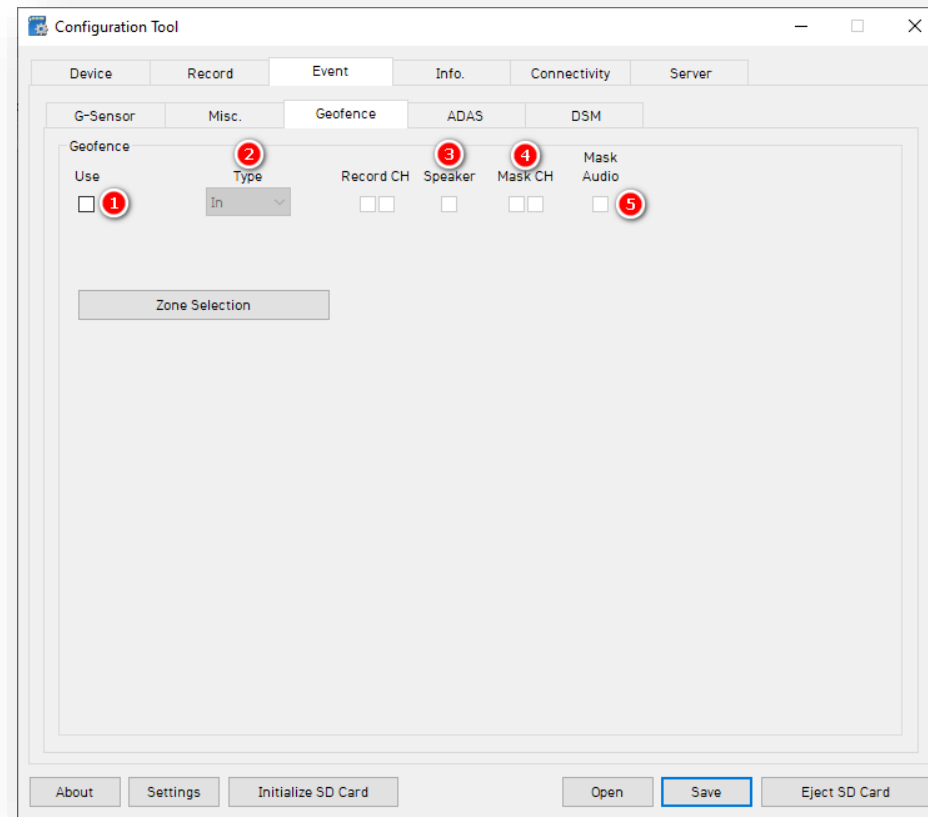 Configuration Tool
Device Record Event Info. Connectivity Server
G-Sensor Misc. Geofence ADAS DSM
Geofence
2 3 4 Mask
Use Type Record CH Speaker Mask CH Audio
1 In 5
Zone Selection
About Settings Initialize SD Card Open Save Eject SD Card